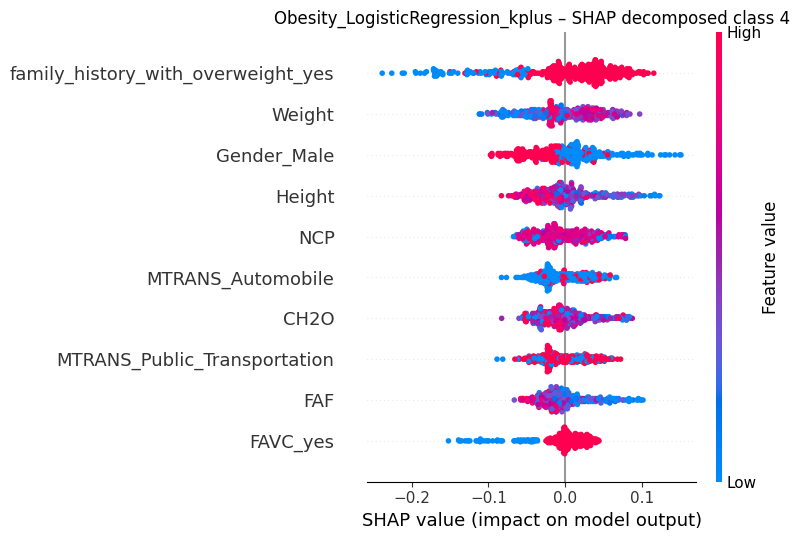 Obesity_LogisticRegression_kplus – SHAP decomposed class 4
High
family_history_with_overweight_yes
Weight
Gender_Male
Height
NCP
MTRANS_Automobile
CH2O
MTRANS_Public_Transportation
FAF
FAVC_yes
Feature value
Low
−0.2 −0.1 0.0 0.1
SHAP value (impact on model output)